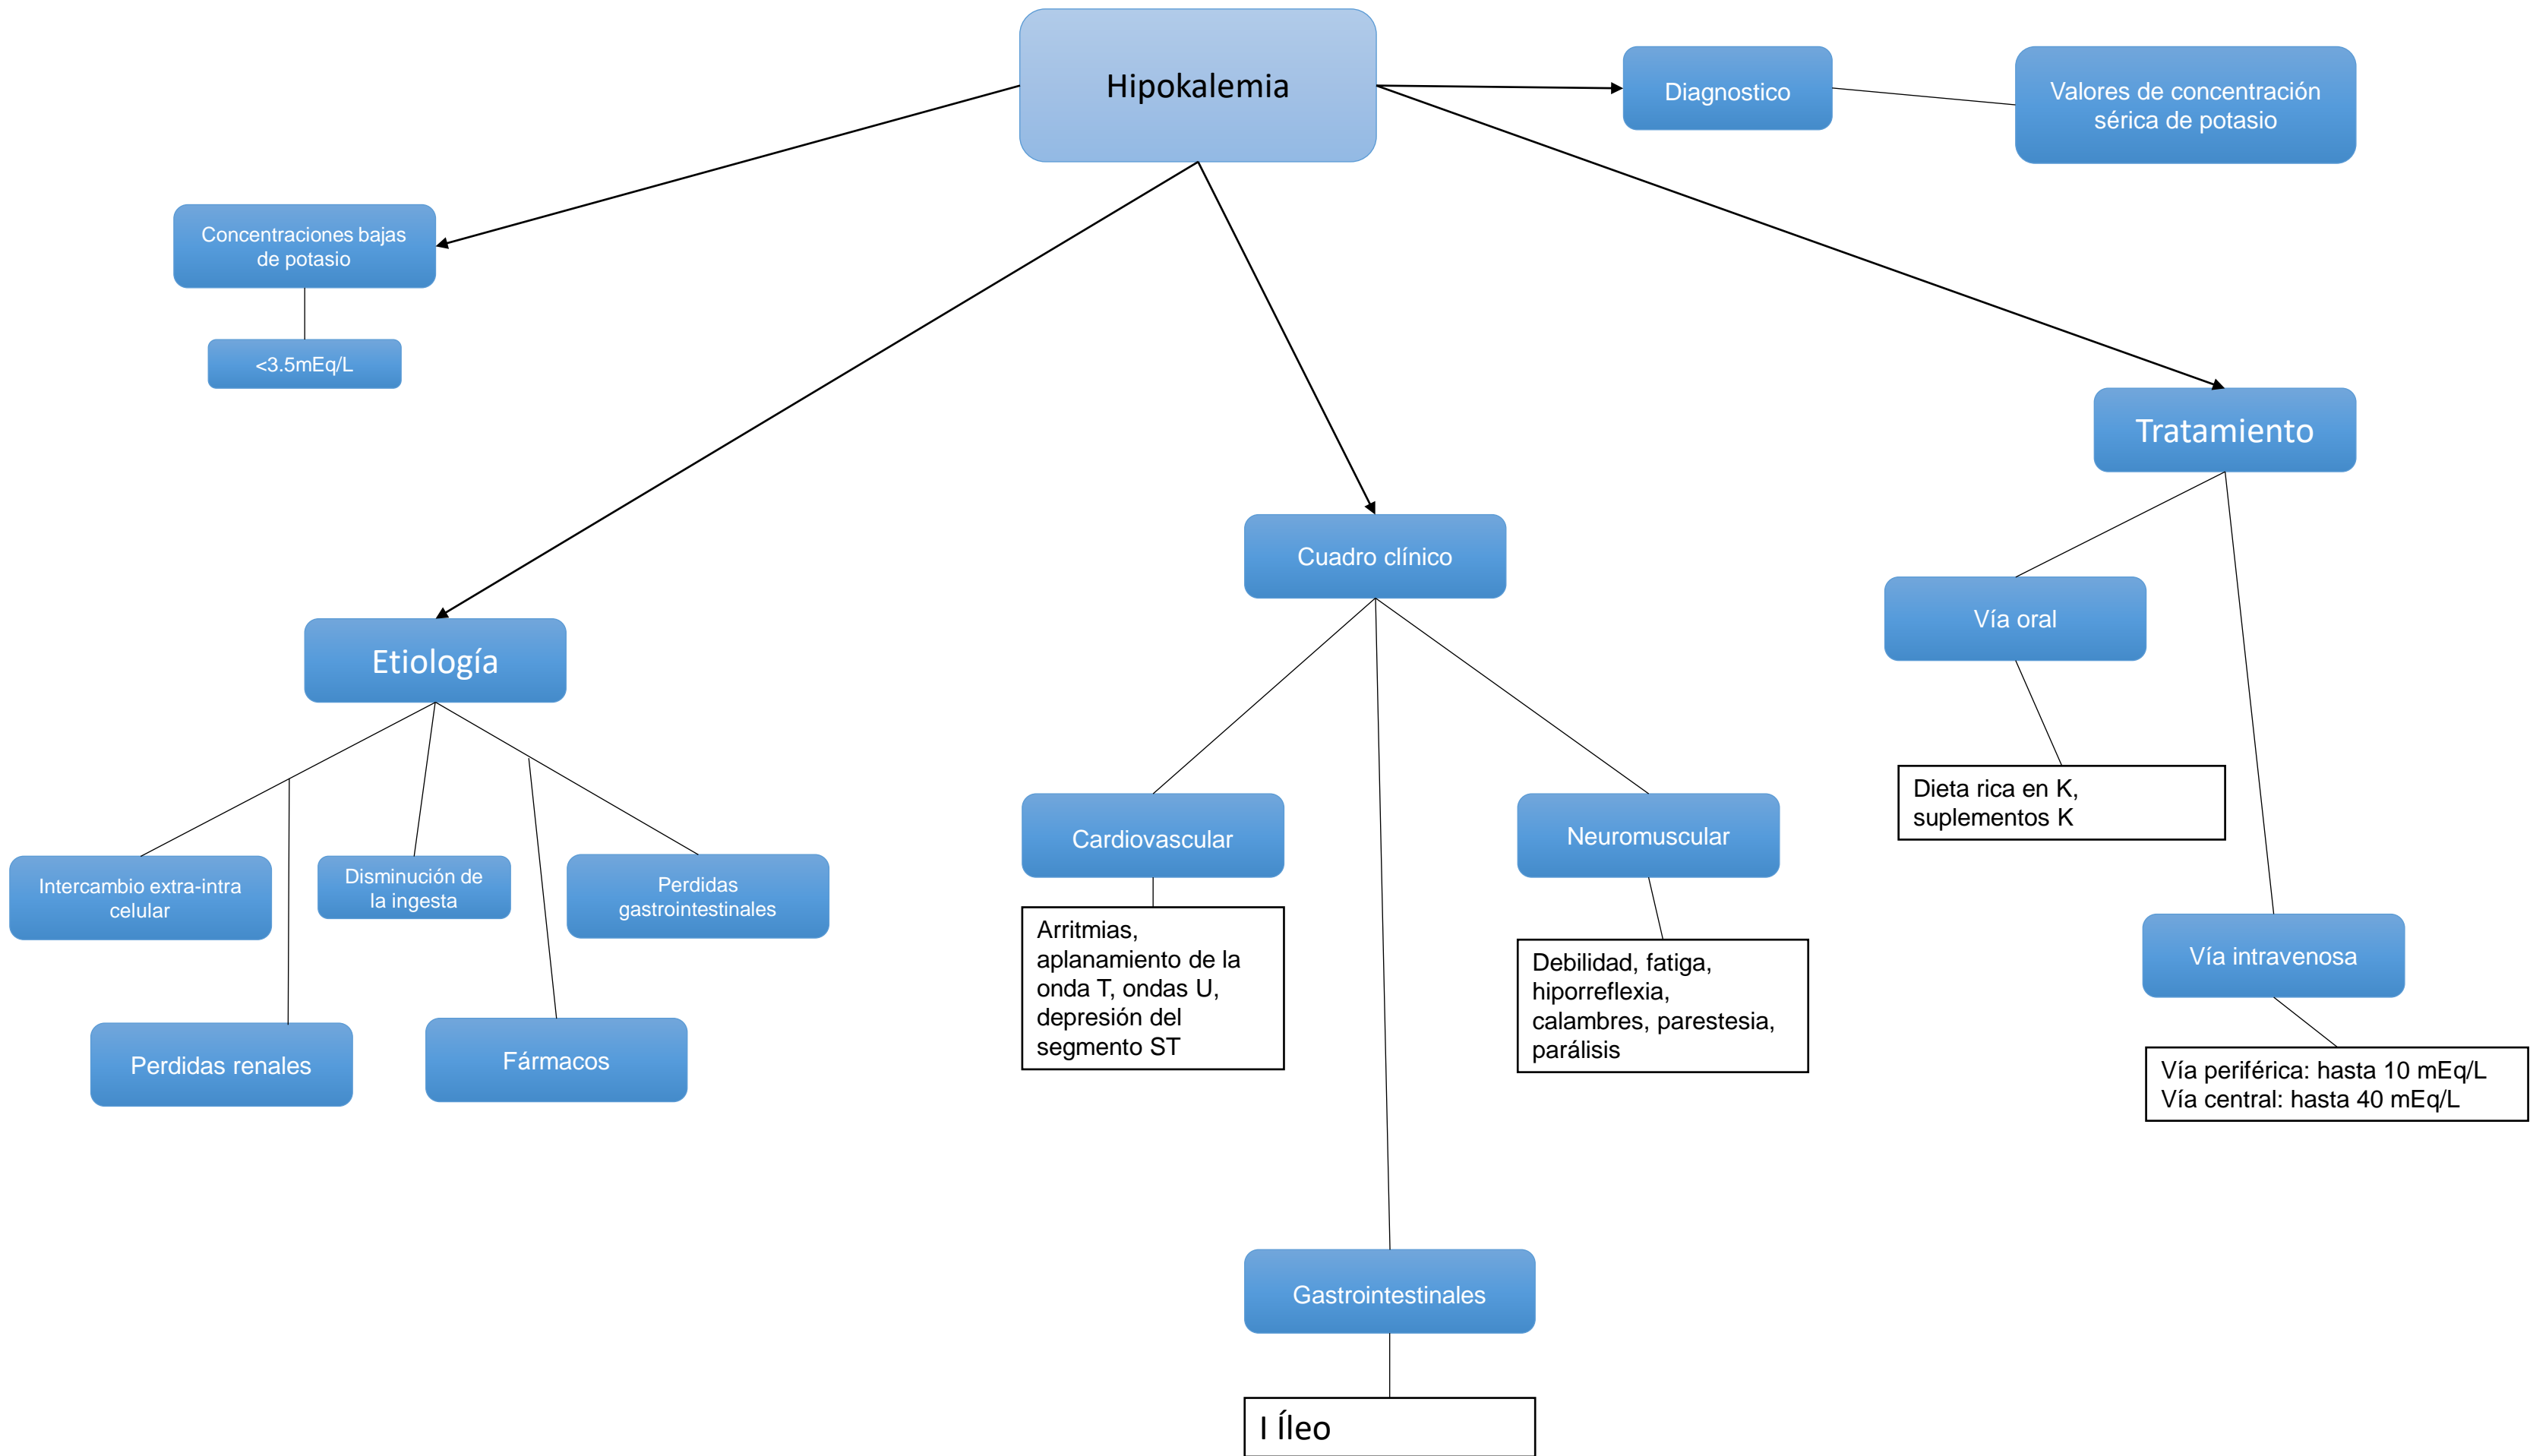 Hipokalemia
Diagnostico
Valores de concentración
sérica de potasio
Concentraciones bajas
de potasio
<3.5mEq/L
Tratamiento
Cuadro clínico
Vía oral
Etiología
Dieta rica en K,
suplementos K
Cardiovascular
Neuromuscular
Intercambio extra-intra
celular
Disminución de
la ingesta
Perdidas
gastrointestinales
Arritmias,
aplanamiento de la
onda T, ondas U,
depresión del
segmento ST
Debilidad, fatiga,
hiporreflexia,
calambres, parestesia,
parálisis
Vía intravenosa
Perdidas renales
Fármacos
Vía periférica: hasta 10 mEq/L
Vía central: hasta 40 mEq/L
Gastrointestinales
I Íleo